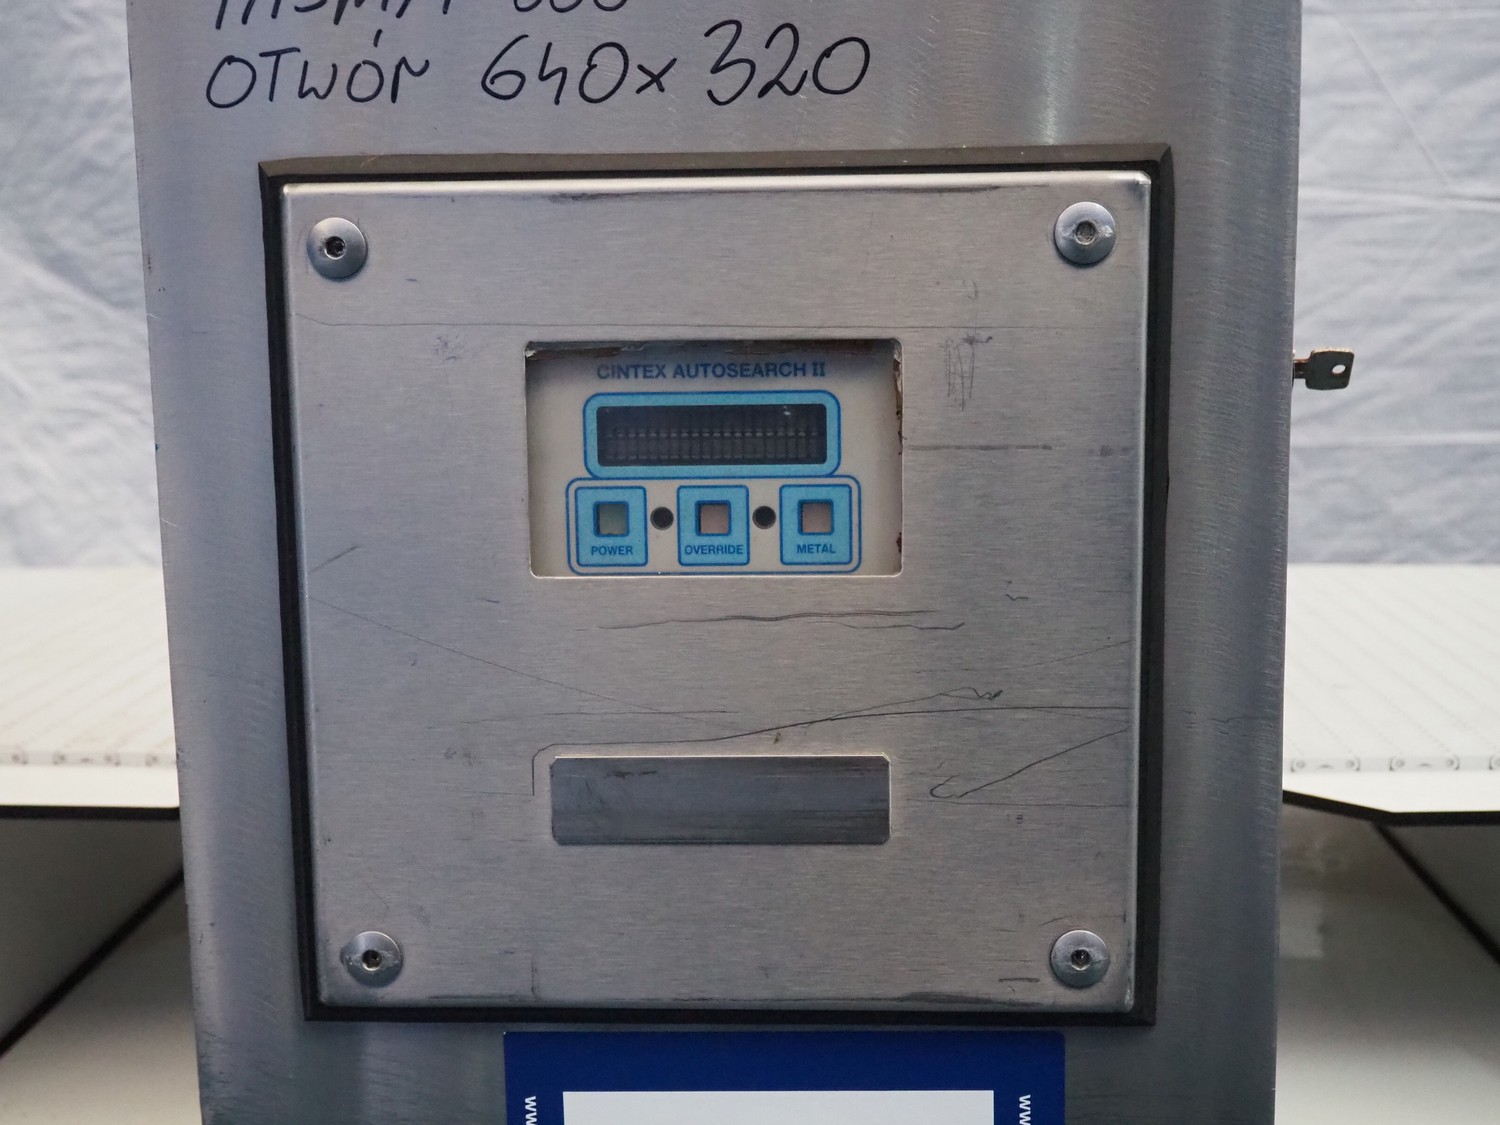 OTWÓR 640x320
CINTEX AUTOSEARCH II
POWER OVERRIDE METAL